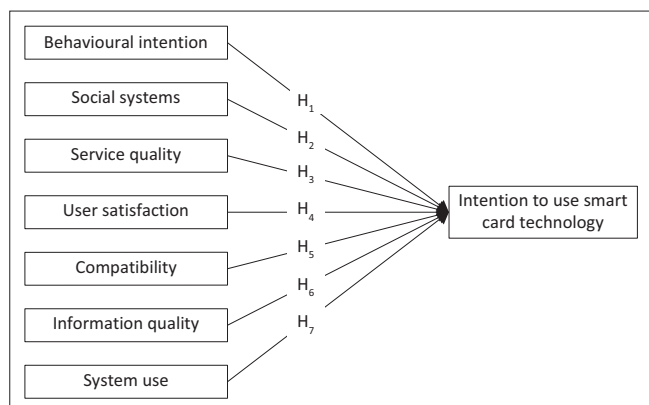 Behavioural intention
Social systems
Service quality
User satisfaction
Compatibility
Information quality
System use
H₁
H₂
H₃
H₄
H₅
H₆
H₇
Intention to use smart
card technology